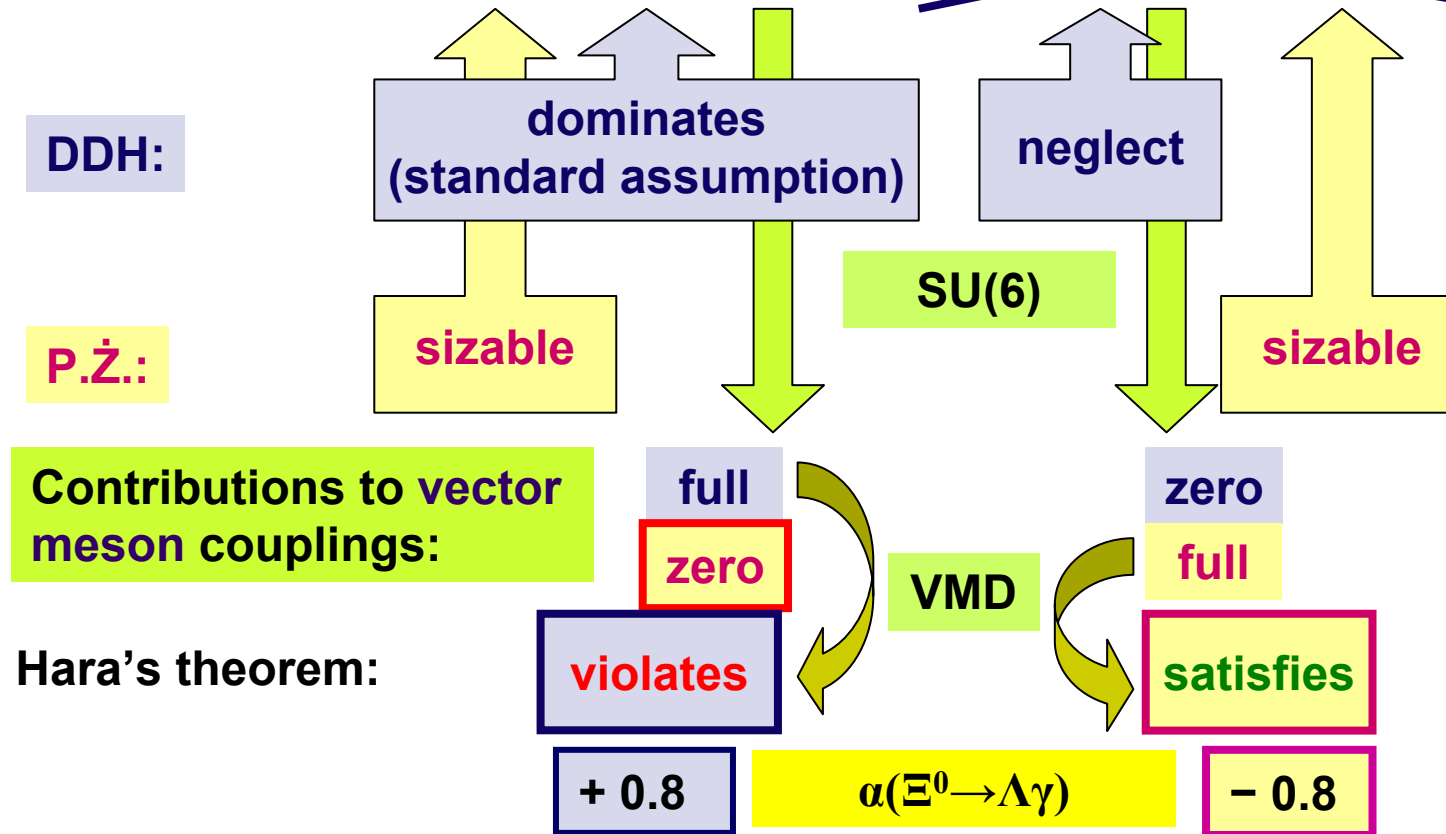 DDH:
dominates
(standard assumption)
neglect
SU(6)
P.Ż.:
sizable
sizable
Contributions to vector
meson couplings:
full
zero
zero
full
VMD
Hara’s theorem:
violates
satisfies
+ 0.8
α(Ξ⁰→Λγ)
− 0.8